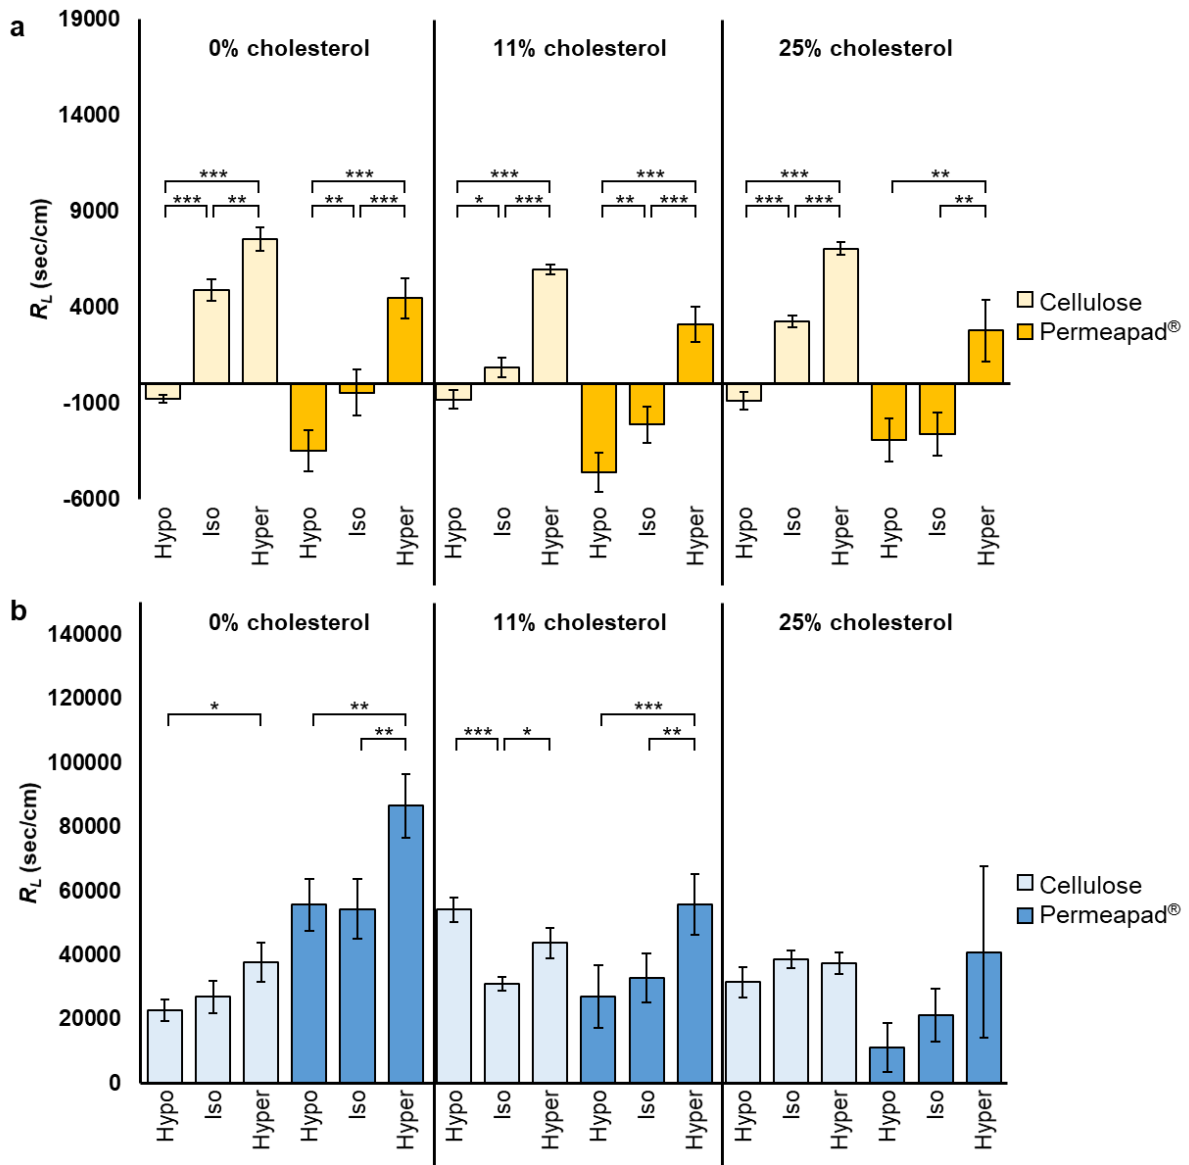 a
0% cholesterol
11% cholesterol
25% cholesterol
19000
14000
9000
4000
-1000
-6000
R_L (sec/cm)
*** *** ** *** ** ***
*** * *** *** ** ***
*** *** *** ** **
Cellulose
Permeapad®
Hypo Iso Hyper Hypo Iso Hyper
Hypo Iso Hyper Hypo Iso Hyper
Hypo Iso Hyper Hypo Iso Hyper
b
0% cholesterol
11% cholesterol
25% cholesterol
140000
120000
100000
80000
60000
40000
20000
0
R_L (sec/cm)
* ** **
*** * *** **
Cellulose
Permeapad®
Hypo Iso Hyper Hypo Iso Hyper
Hypo Iso Hyper Hypo Iso Hyper
Hypo Iso Hyper Hypo Iso Hyper